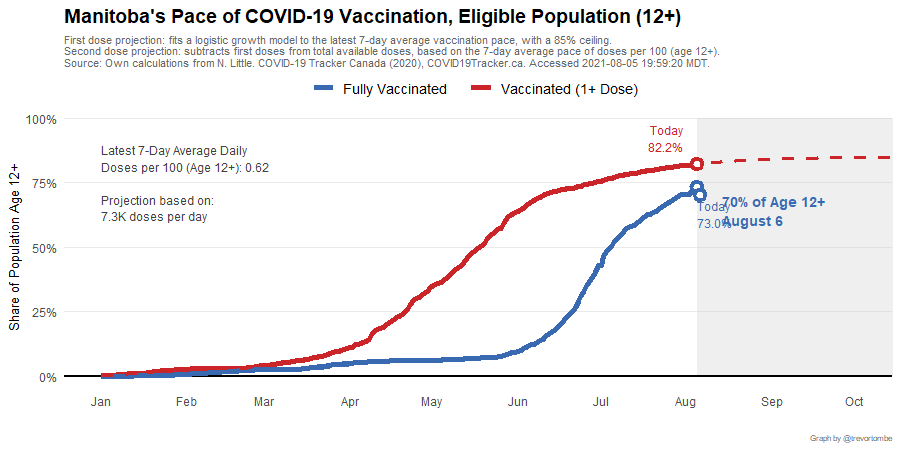 Manitoba's Pace of COVID-19 Vaccination, Eligible Population (12+)
First dose projection: fits a logistic growth model to the latest 7-day average vaccination pace, with a 85% ceiling.
Second dose projection: subtracts first doses from total available doses, based on the 7-day average pace of doses per 100 (age 12+).
Source: Own calculations from N. Little. COVID-19 Tracker Canada (2020), COVID19Tracker.ca. Accessed 2021-08-05 19:59:20 MDT.
Fully Vaccinated
Vaccinated (1+ Dose)
Share of Population Age 12+
100%
75%
50%
25%
0%
Latest 7-Day Average Daily
Doses per 100 (Age 12+): 0.62
Projection based on:
7.3K doses per day
Today
82.2%
Today
73.0%
70% of Age 12+
August 6
Jan
Feb
Mar
Apr
May
Jun
Jul
Aug
Sep
Oct
Graph by @trevortombe